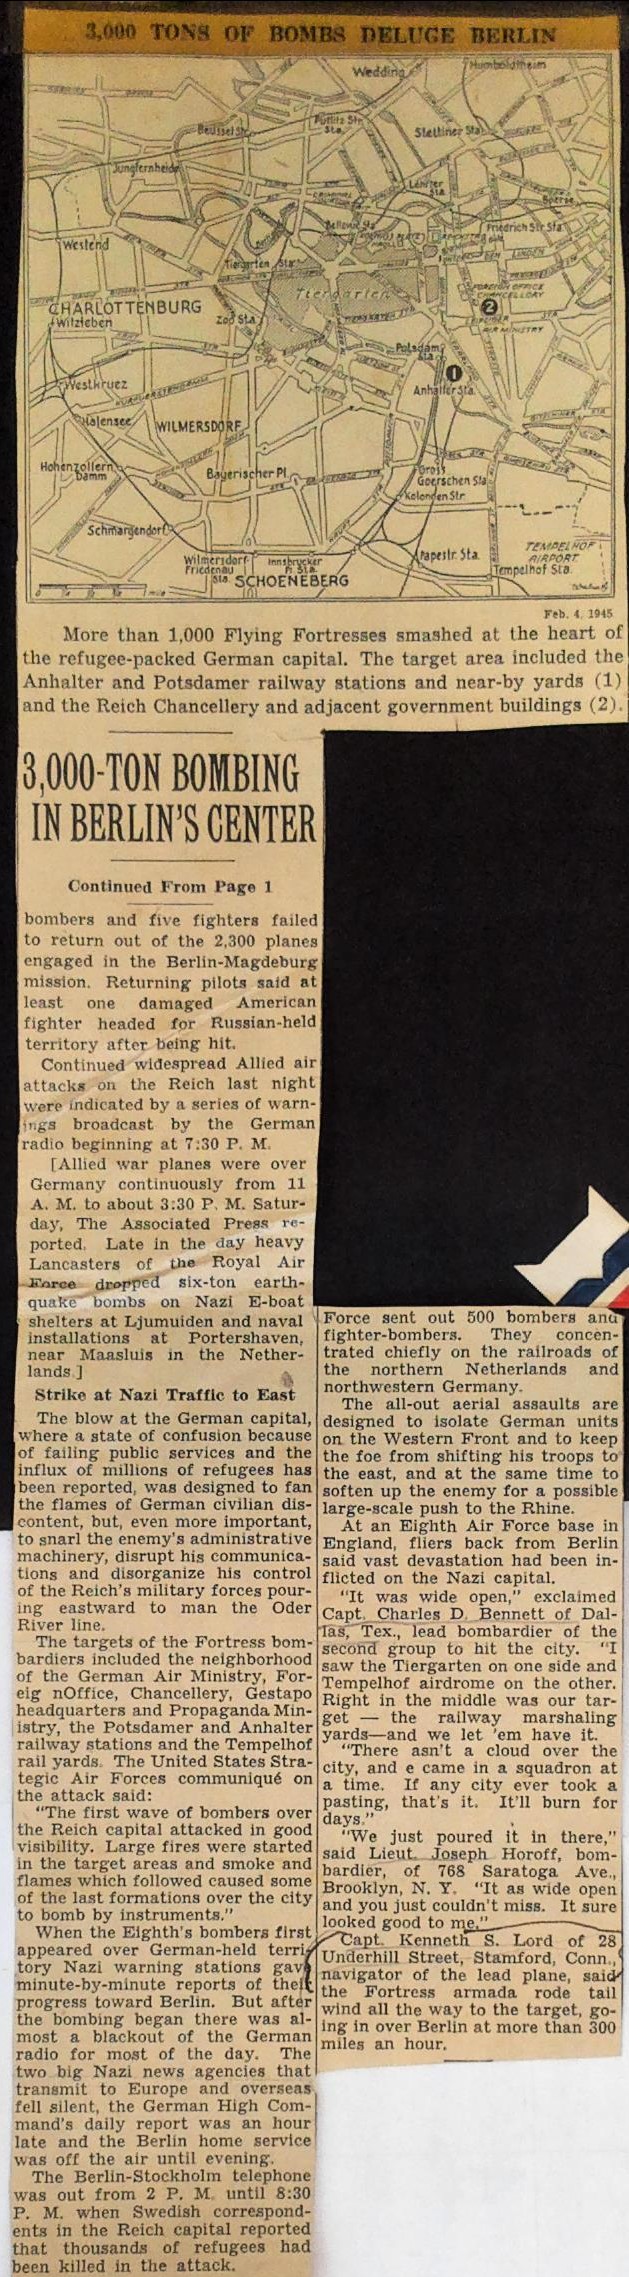 3,000 TONS OF BOMBS DELUGE BERLIN
Wedding
Humboldthain
Beussel Str.
Putlitz Str.
Sta.
Stettiner Sta.
Jungfernheide
Lehrter
Sta.
Boerse
Bellevue Sta.
Friedrich Str Sta.
Westend
Tiergarten Sta.
LINDEN
Tiergarten
FOREIGN OFFICE
CHANCELLORY
CHARLOTTENBURG
Witzleben
Zoo Sta.
2
LEIPZIGER
AIR MINISTRY
Potsdam
Sta.
1
Anhalter Sta.
Westkruez
KURFURSTENDAMM
Halensee
WILMERSDORF
Hohenzollern
Damm
Bayerischer Pl.
Gross
Goerschen Sta
Kolonnen Str
Schmargendorf
Wilmersdorf
Friedenau
Sta.
Innsbrucker
Pl. Sta.
SCHOENEBERG
Papestr. Sta.
TEMPELHOF
AIRPORT
Tempelhof Sta.
mile
Feb. 4, 1945
More than 1,000 Flying Fortresses smashed at the heart of
the refugee-packed German capital. The target area included the
Anhalter and Potsdamer railway stations and near-by yards (1)
and the Reich Chancellery and adjacent government buildings (2).
3,000-TON BOMBING
IN BERLIN'S CENTER
Continued From Page 1
bombers and five fighters failed
to return out of the 2,300 planes
engaged in the Berlin-Magdeburg
mission. Returning pilots said at
least one damaged American
fighter headed for Russian-held
territory after being hit.
Continued widespread Allied air
attacks on the Reich last night
were indicated by a series of warn-
ings broadcast by the German
radio beginning at 7:30 P. M.
[Allied war planes were over
Germany continuously from 11
A. M. to about 3:30 P. M. Satur-
day, The Associated Press re-
ported. Late in the day heavy
Lancasters of the Royal Air
Force dropped six-ton earth-
quake bombs on Nazi E-boat
shelters at Ljumuiden and naval
installations at Portershaven,
near Maasluis in the Nether-
lands.]
Strike at Nazi Traffic to East
The blow at the German capital,
where a state of confusion because
of failing public services and the
influx of millions of refugees has
been reported, was designed to fan
the flames of German civilian dis-
content, but, even more important,
to snarl the enemy's administrative
machinery, disrupt his communica-
tions and disorganize his control
of the Reich's military forces pour-
ing eastward to man the Oder
River line.
The targets of the Fortress bom-
bardiers included the neighborhood
of the German Air Ministry, For-
eig nOffice, Chancellery, Gestapo
headquarters and Propaganda Min-
istry, the Potsdamer and Anhalter
railway stations and the Tempelhof
rail yards. The United States Stra-
tegic Air Forces communiqué on
the attack said:
"The first wave of bombers over
the Reich capital attacked in good
visibility. Large fires were started
in the target areas and smoke and
flames which followed caused some
of the last formations over the city
to bomb by instruments."
When the Eighth's bombers first
appeared over German-held terri-
tory Nazi warning stations gave
minute-by-minute reports of their
progress toward Berlin. But after
the bombing began there was al-
most a blackout of the German
radio for most of the day. The
two big Nazi news agencies that
transmit to Europe and overseas
fell silent, the German High Com-
mand's daily report was an hour
late and the Berlin home service
was off the air until evening.
The Berlin-Stockholm telephone
was out from 2 P. M. until 8:30
P. M. when Swedish correspond-
ents in the Reich capital reported
that thousands of refugees had
been killed in the attack.
Force sent out 500 bombers and
fighter-bombers. They concen-
trated chiefly on the railroads of
the northern Netherlands and
northwestern Germany.
The all-out aerial assaults are
designed to isolate German units
on the Western Front and to keep
the foe from shifting his troops to
the east, and at the same time to
soften up the enemy for a possible
large-scale push to the Rhine.
At an Eighth Air Force base in
England, fliers back from Berlin
said vast devastation had been in-
flicted on the Nazi capital.
"It was wide open," exclaimed
Capt. Charles D. Bennett of Dal-
las, Tex., lead bombardier of the
second group to hit the city. "I
saw the Tiergarten on one side and
Tempelhof airdrome on the other.
Right in the middle was our tar-
get — the railway marshaling
yards—and we let 'em have it.
"There asn't a cloud over the
city, and e came in a squadron at
a time. If any city ever took a
pasting, that's it. It'll burn for
days."
"We just poured it in there,"
said Lieut. Joseph Horoff, bom-
bardier, of 768 Saratoga Ave.,
Brooklyn, N. Y. "It as wide open
and you just couldn't miss. It sure
looked good to me."
Capt. Kenneth S. Lord of 28
Underhill Street, Stamford, Conn.,
navigator of the lead plane, said
the Fortress armada rode tail
wind all the way to the target, go-
ing in over Berlin at more than 300
miles an hour.